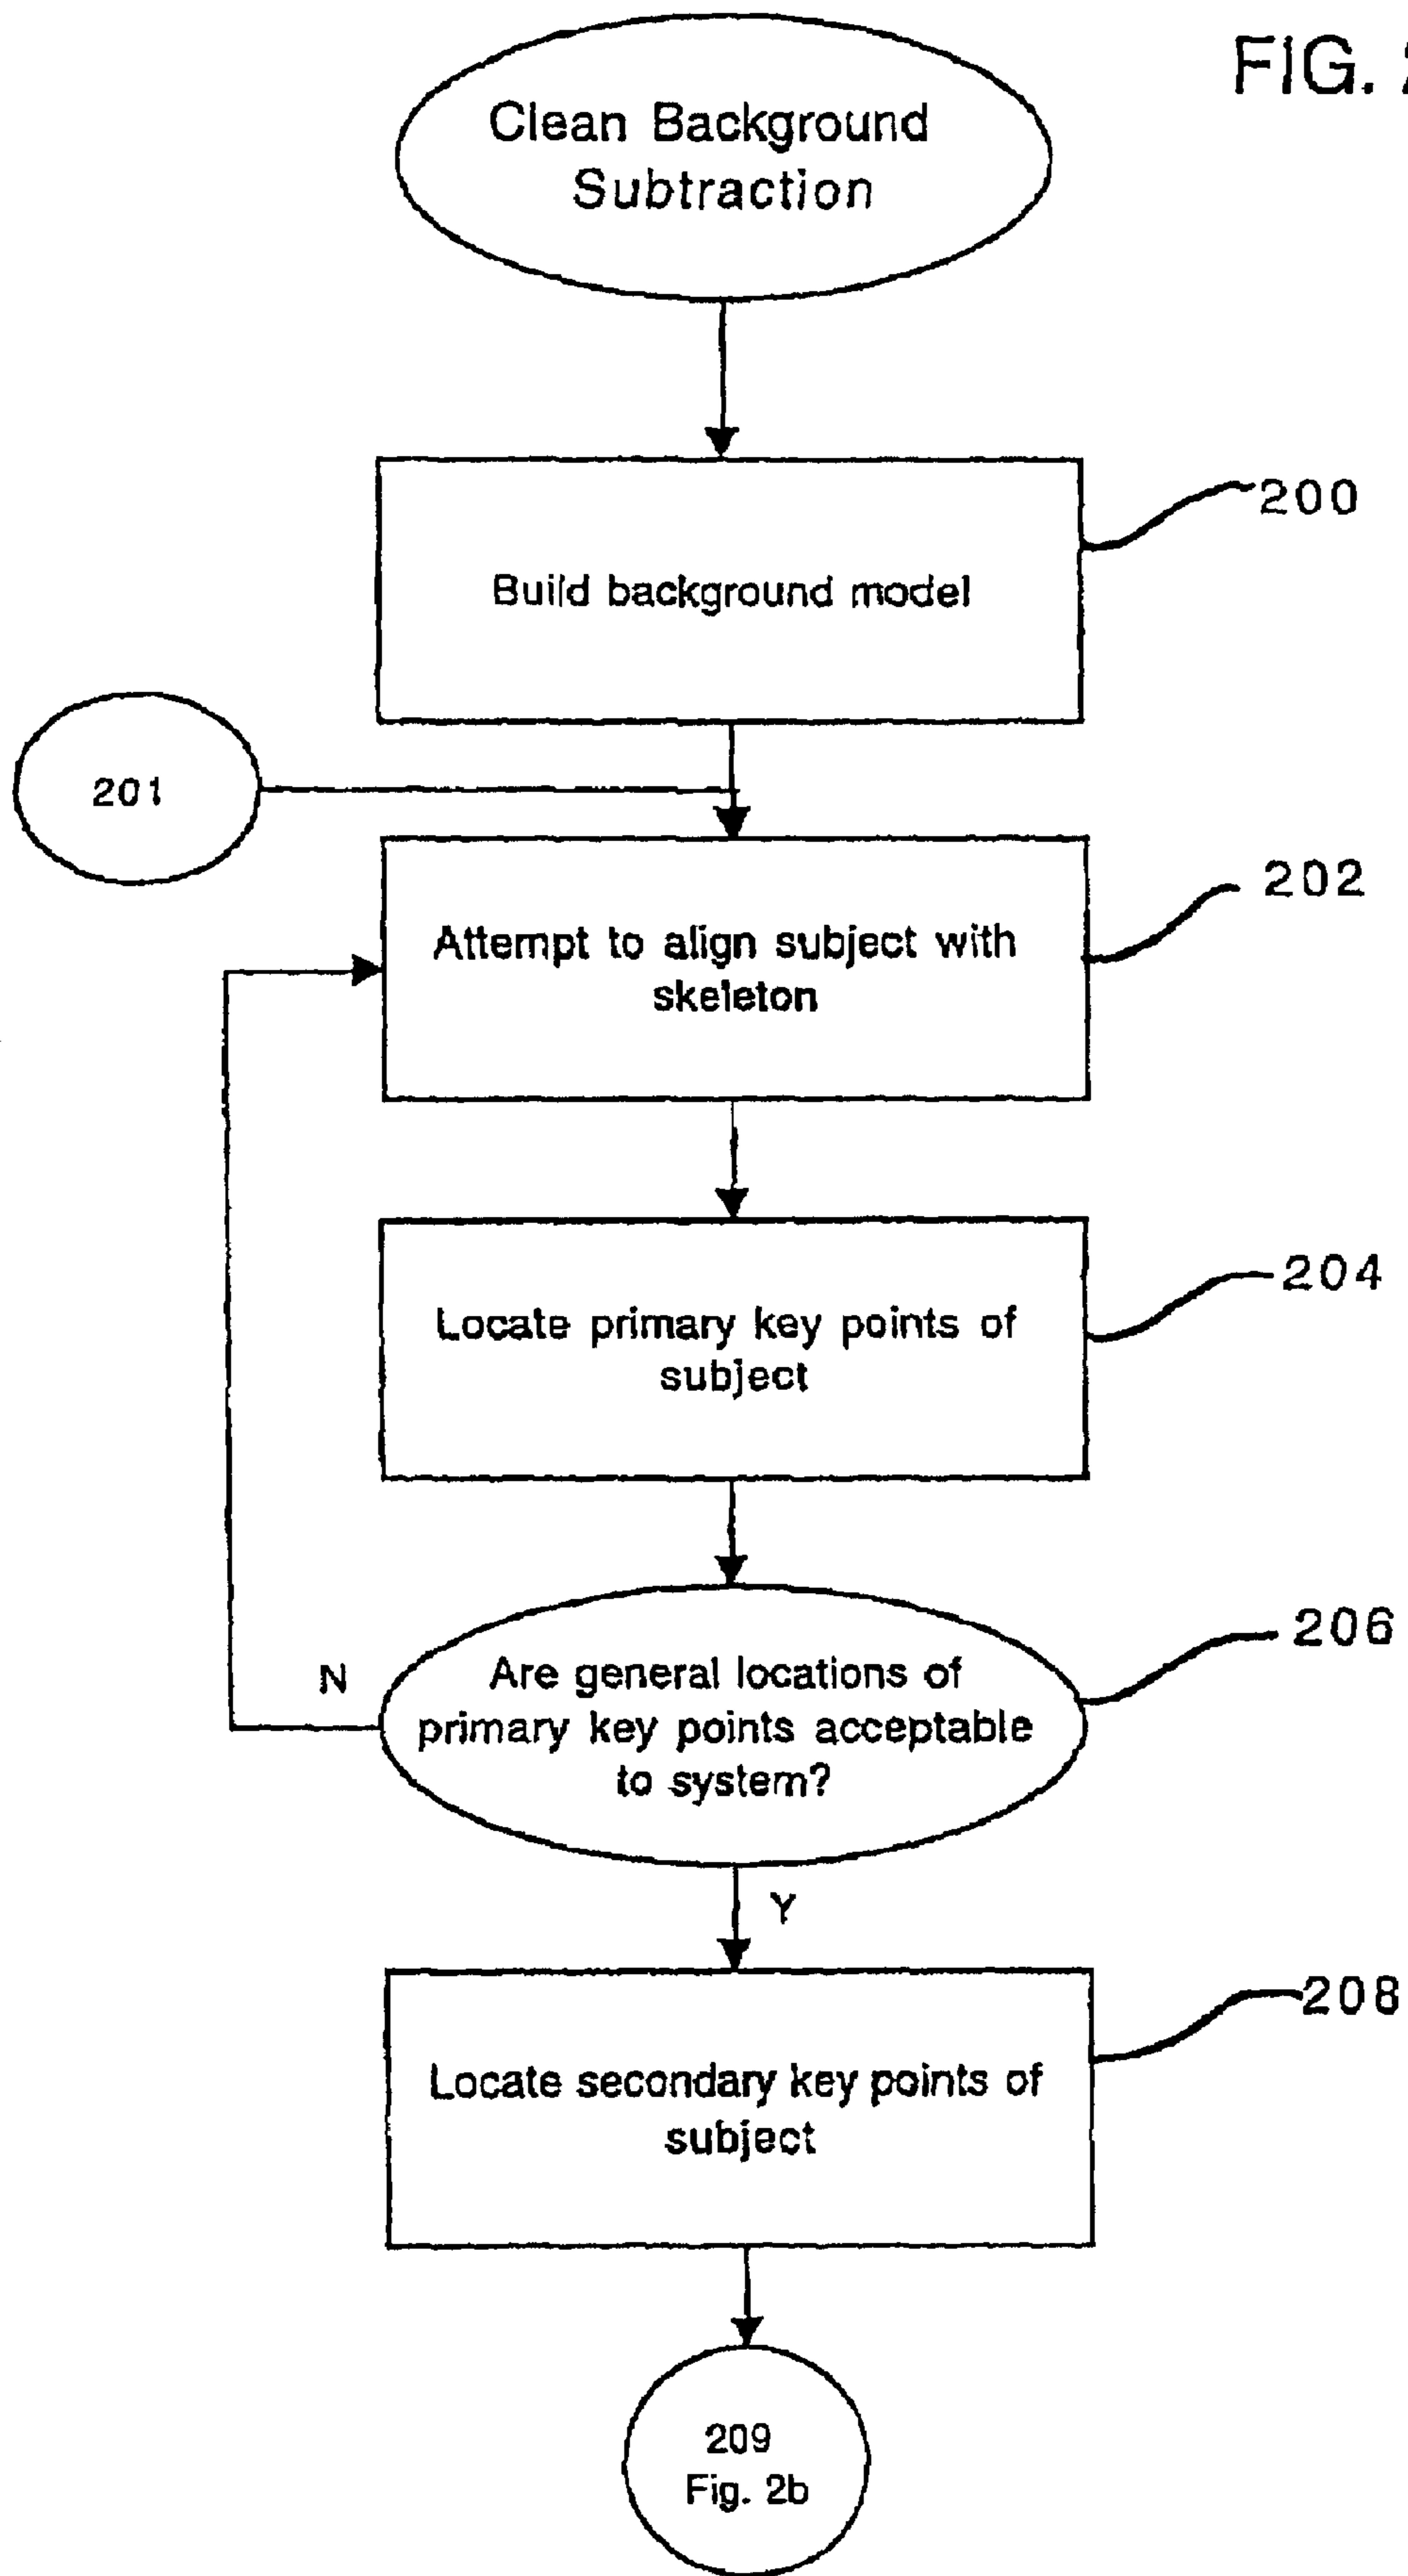 FIG. 2
Clean Background
Subtraction
200
Build background model
201
202
Attempt to align subject with
skeleton
204
Locate primary key points of
subject
206
N
Are general locations of
primary key points acceptable
to system?
Y
208
Locate secondary key points of
subject
209
Fig. 2b